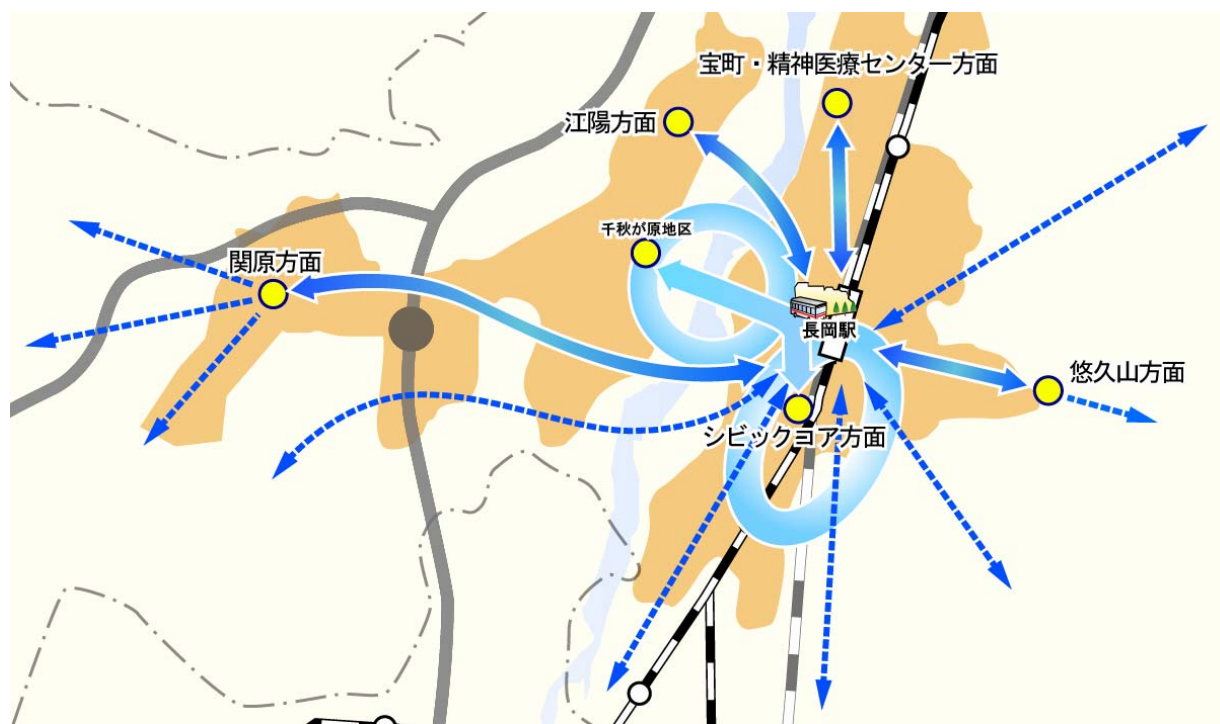 宝町・精神医療センター方面
江陽方面
千秋が原地区
関原方面
長岡駅
悠久山方面
シビックコア方面